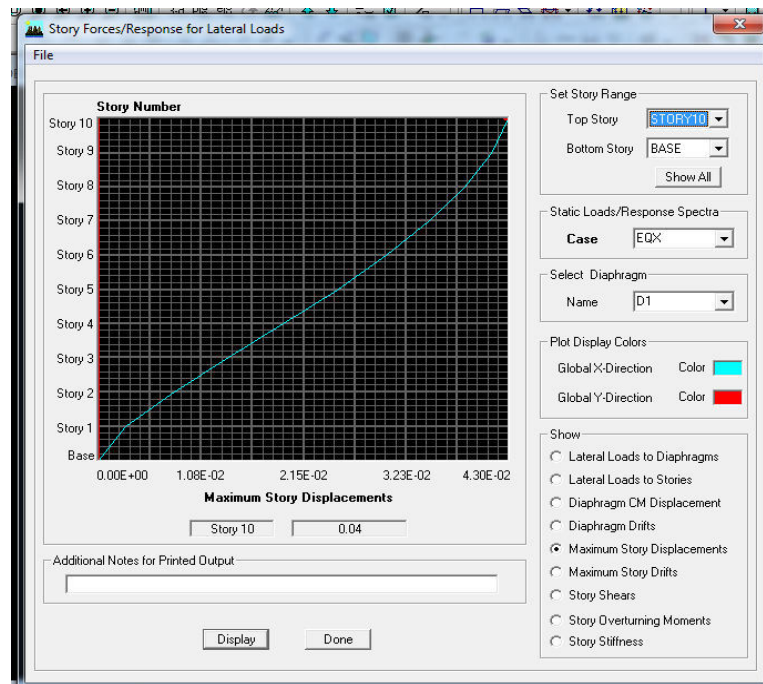 Story Forces/Response for Lateral Loads
File
Story Number
Story 10
Story 9
Story 8
Story 7
Story 6
Story 5
Story 4
Story 3
Story 2
Story 1
Base
0.00E+00 1.08E-02 2.15E-02 3.23E-02 4.30E-02
Maximum Story Displacements
Story 10 0.04
Additional Notes for Printed Output
Display Done
Set Story Range
Top Story STORY10
Bottom Story BASE
Show All
Static Loads/Response Spectra
Case EQX
Select Diaphragm
Name D1
Plot Display Colors
Global X-Direction Color
Global Y-Direction Color
Show
Lateral Loads to Diaphragms
Lateral Loads to Stories
Diaphragm CM Displacement
Diaphragm Drifts
Maximum Story Displacements
Maximum Story Drifts
Story Shears
Story Overturning Moments
Story Stiffness